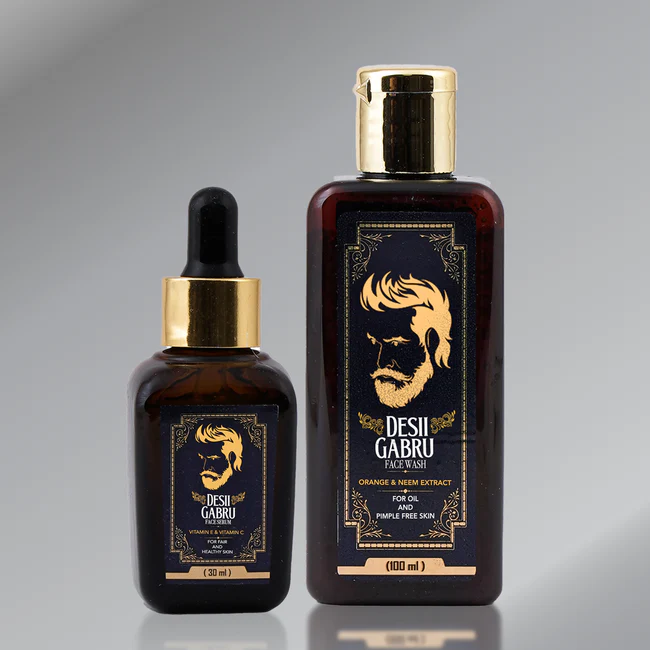 DESII
GABRU
FACE SERUM
VITAMIN E & VITAMIN C
FOR FAIR
AND
HEALTHY SKIN
( 30 ml )
DESII
GABRU
FACE WASH
ORANGE & NEEM EXTRACT
FOR OIL
AND
PIMPLE FREE SKIN
(100 ml )